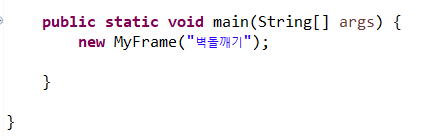 public static void main(String[] args) {
new MyFrame("벽돌깨기");
}
}